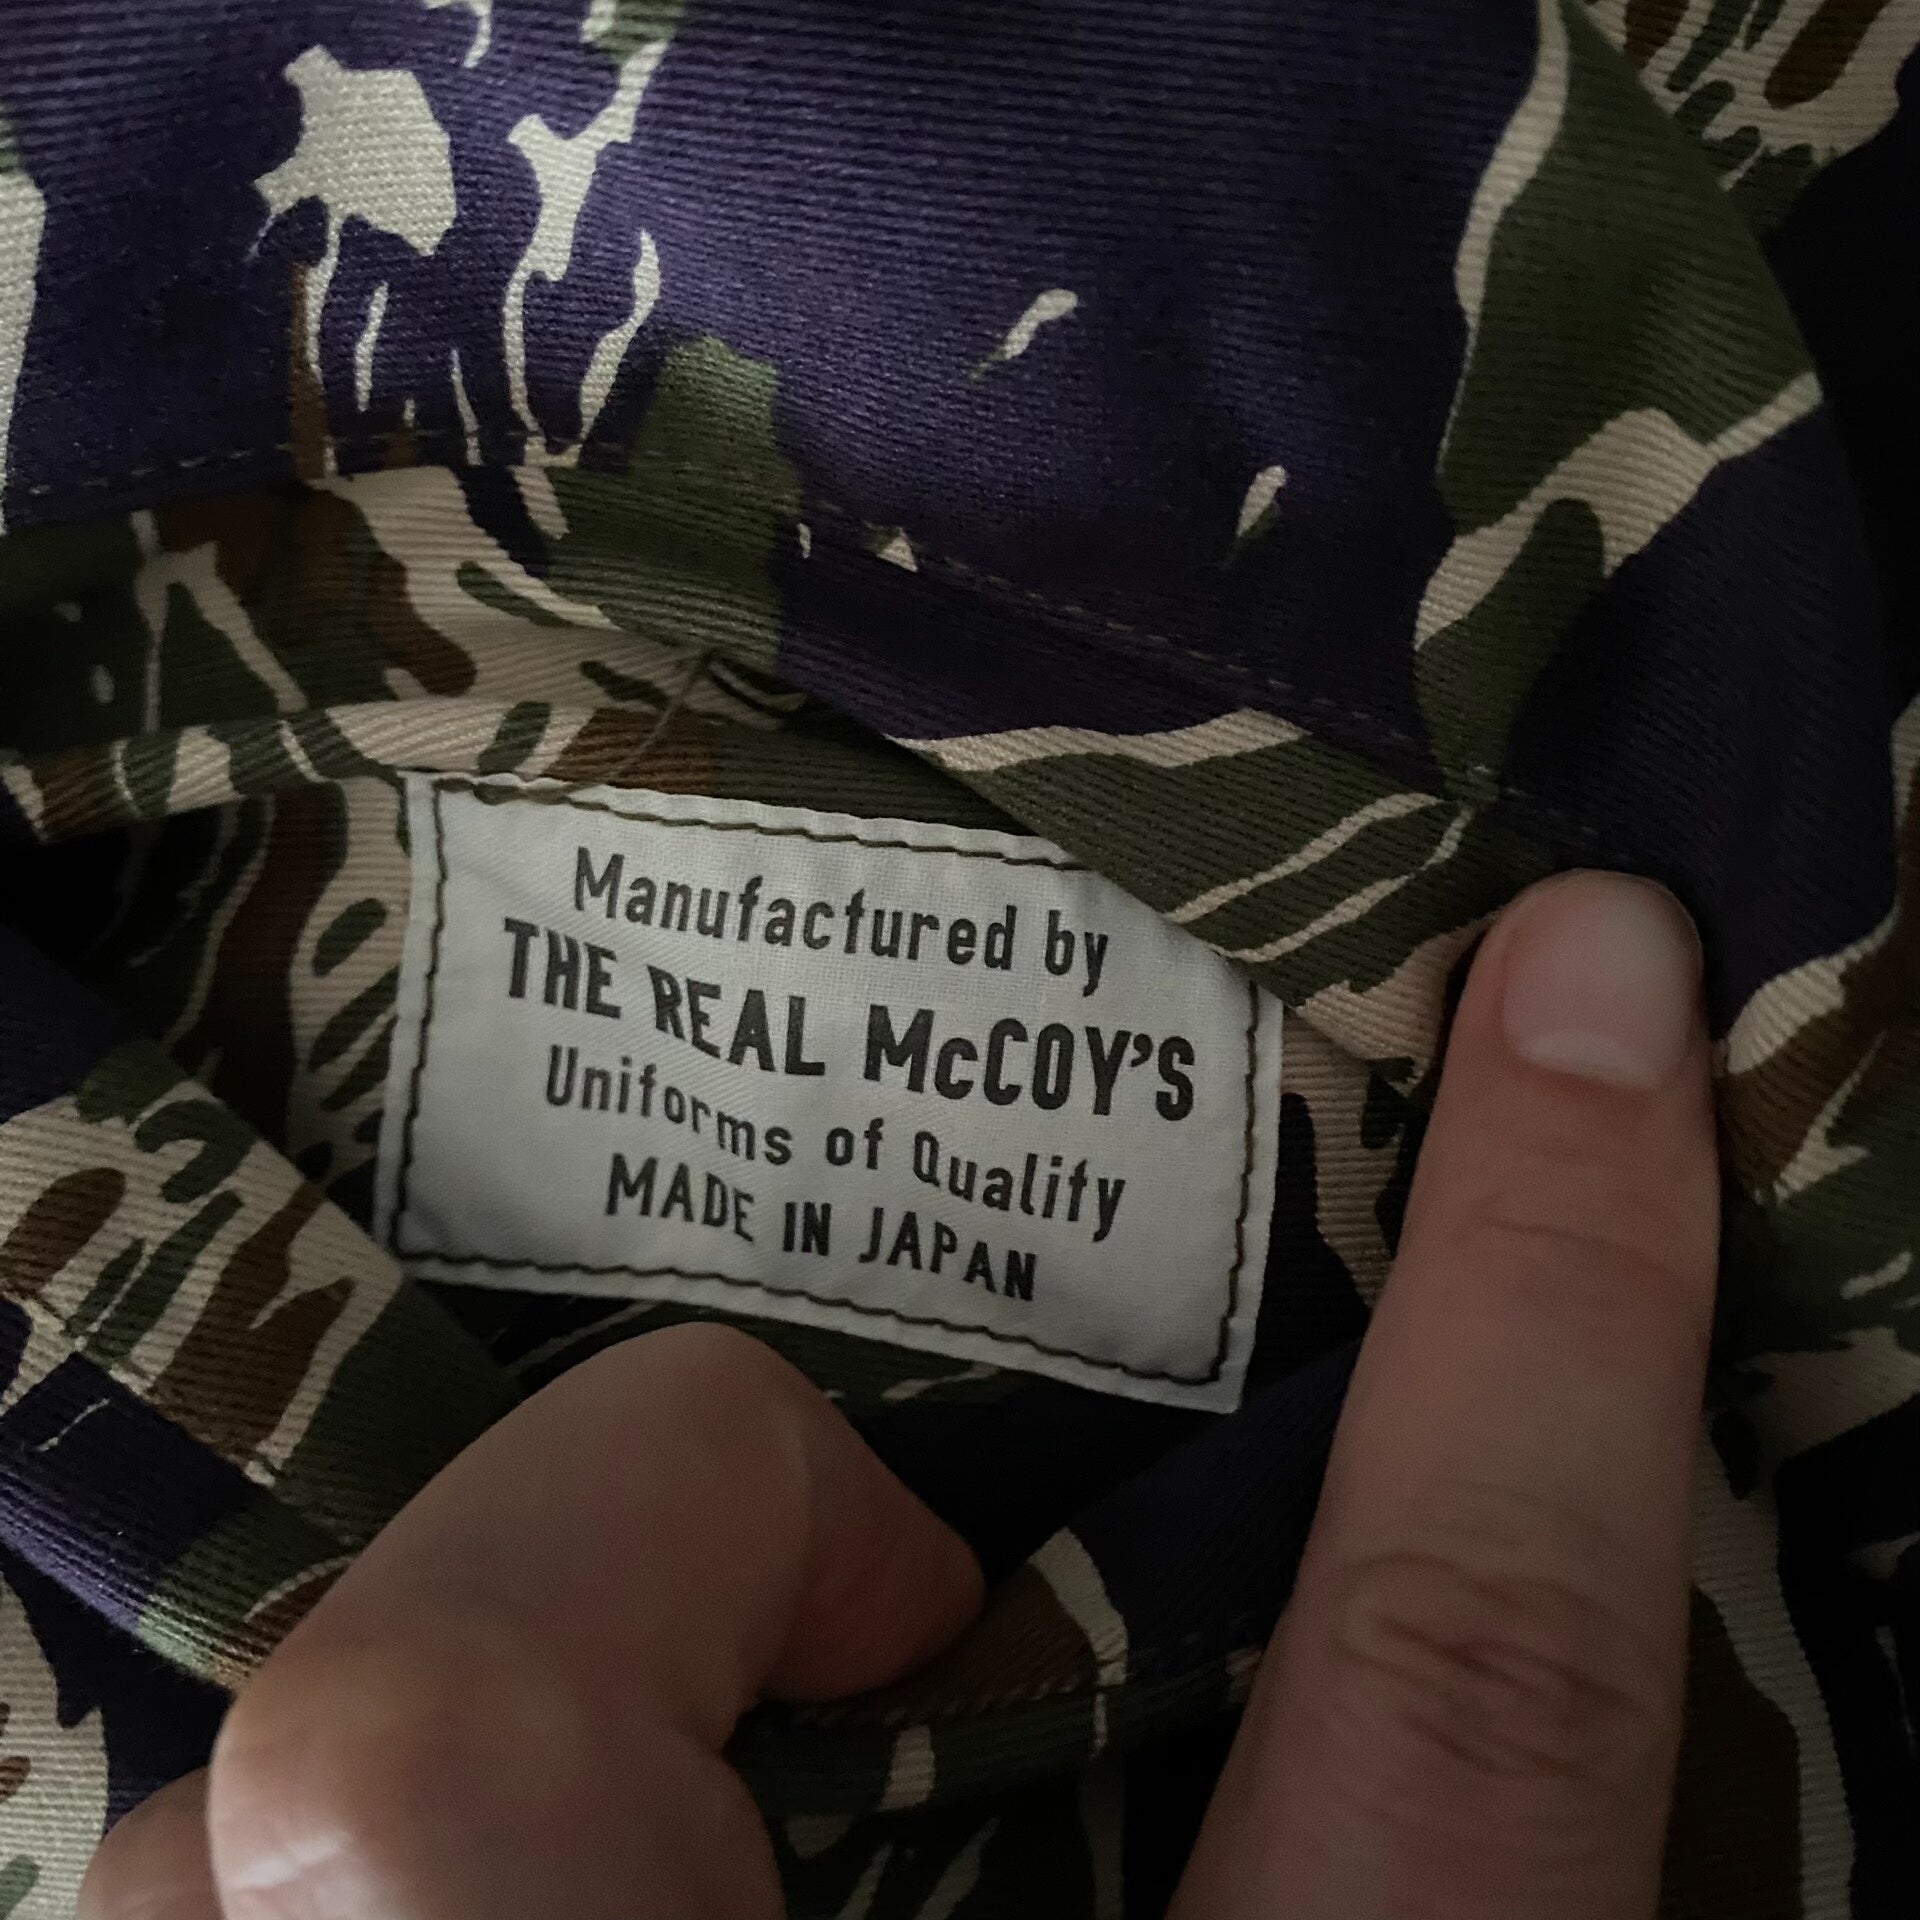 Manufactured by
THE REAL McCOY'S
Uniforms of Quality
MADE IN JAPAN